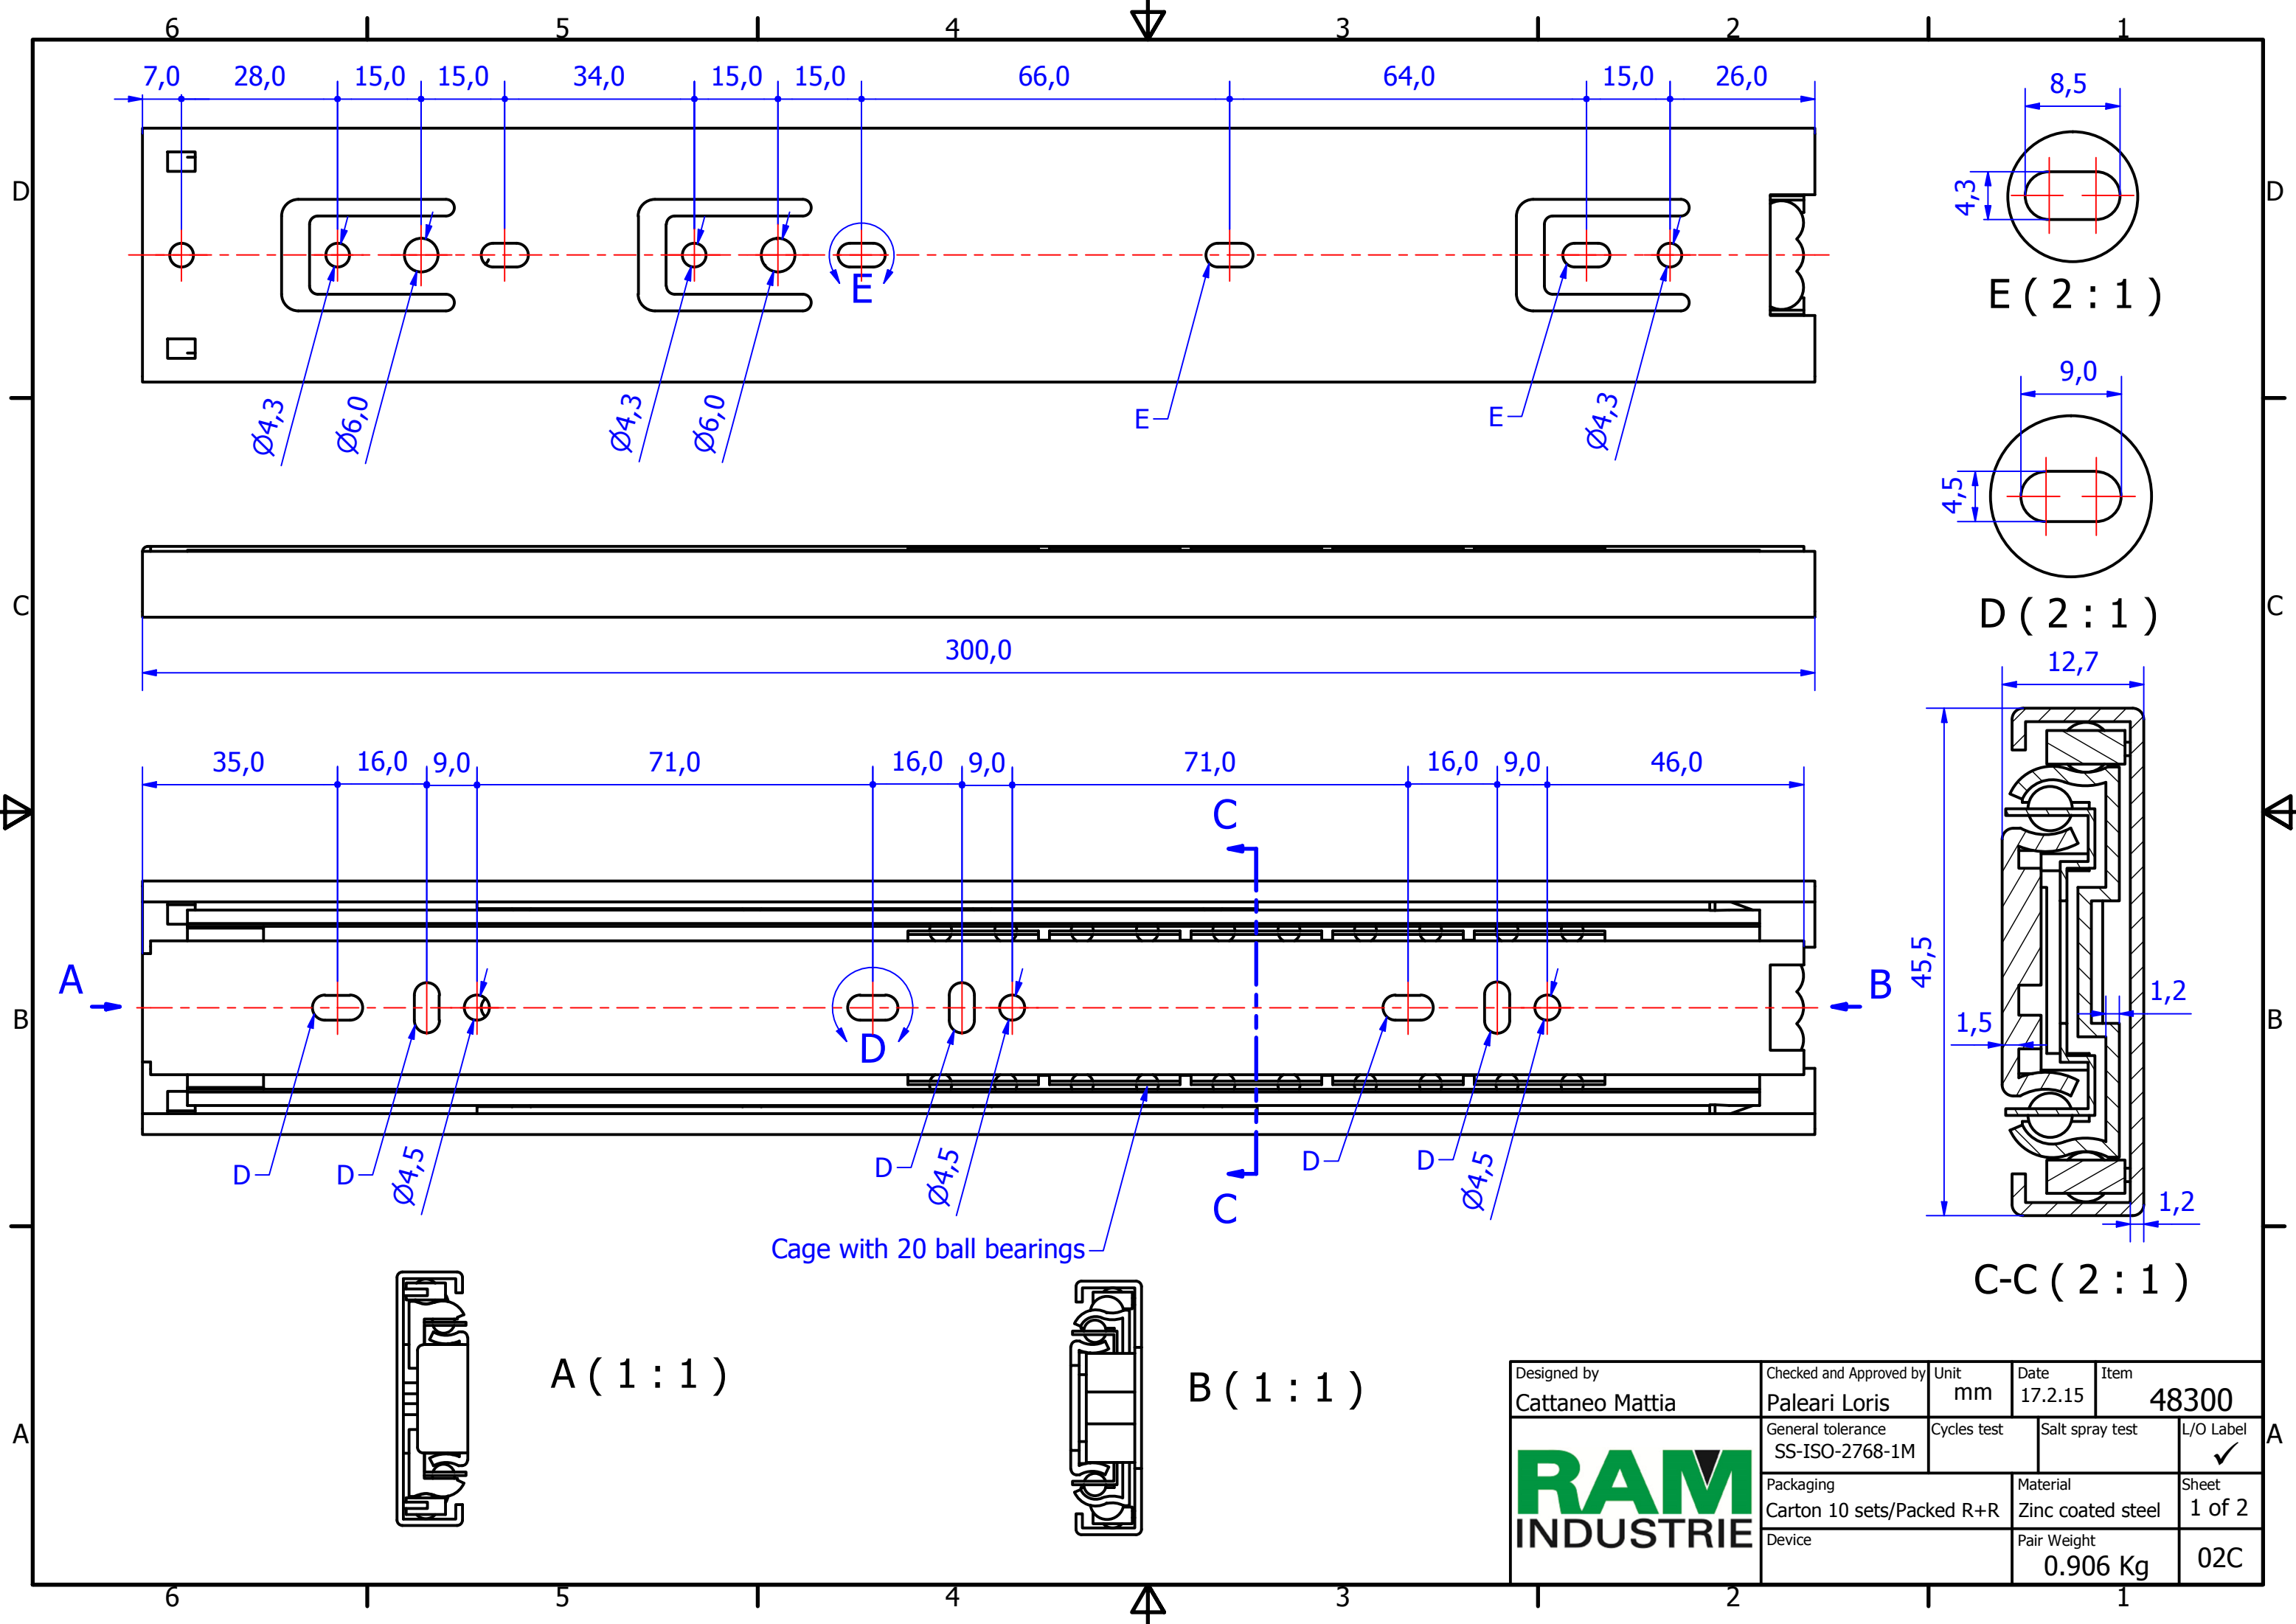 6 5 4 3 2 1
7,0 28,0 15,0 15,0 34,0 15,0 15,0 66,0 64,0 15,0 26,0
8,5
D D
4,3
E
E ( 2 : 1 )
Ø4,3 Ø6,0 Ø4,3 Ø6,0 E E Ø4,3
9,0
4,5
C C
D ( 2 : 1 )
300,0
12,7
35,0 16,0 9,0 71,0 16,0 9,0 71,0 16,0 9,0 46,0
C
45,5
A B
1,2
B B
1,5
D
D D Ø4,5 D Ø4,5 D D Ø4,5
C
1,2
Cage with 20 ball bearings
C-C ( 2 : 1 )
A ( 1 : 1 )
B ( 1 : 1 )
A A
Designed by
Cattaneo Mattia
Checked and Approved by
Paleari Loris
Unit
mm
Date
17.2.15
Item
48300
RAM
INDUSTRIE
General tolerance
SS-ISO-2768-1M
Cycles test
Salt spray test
L/O Label
✓
Packaging
Carton 10 sets/Packed R+R
Material
Zinc coated steel
Sheet
1 of 2
Device
Pair Weight
0.906 Kg
02C
6 5 4 3 2 1